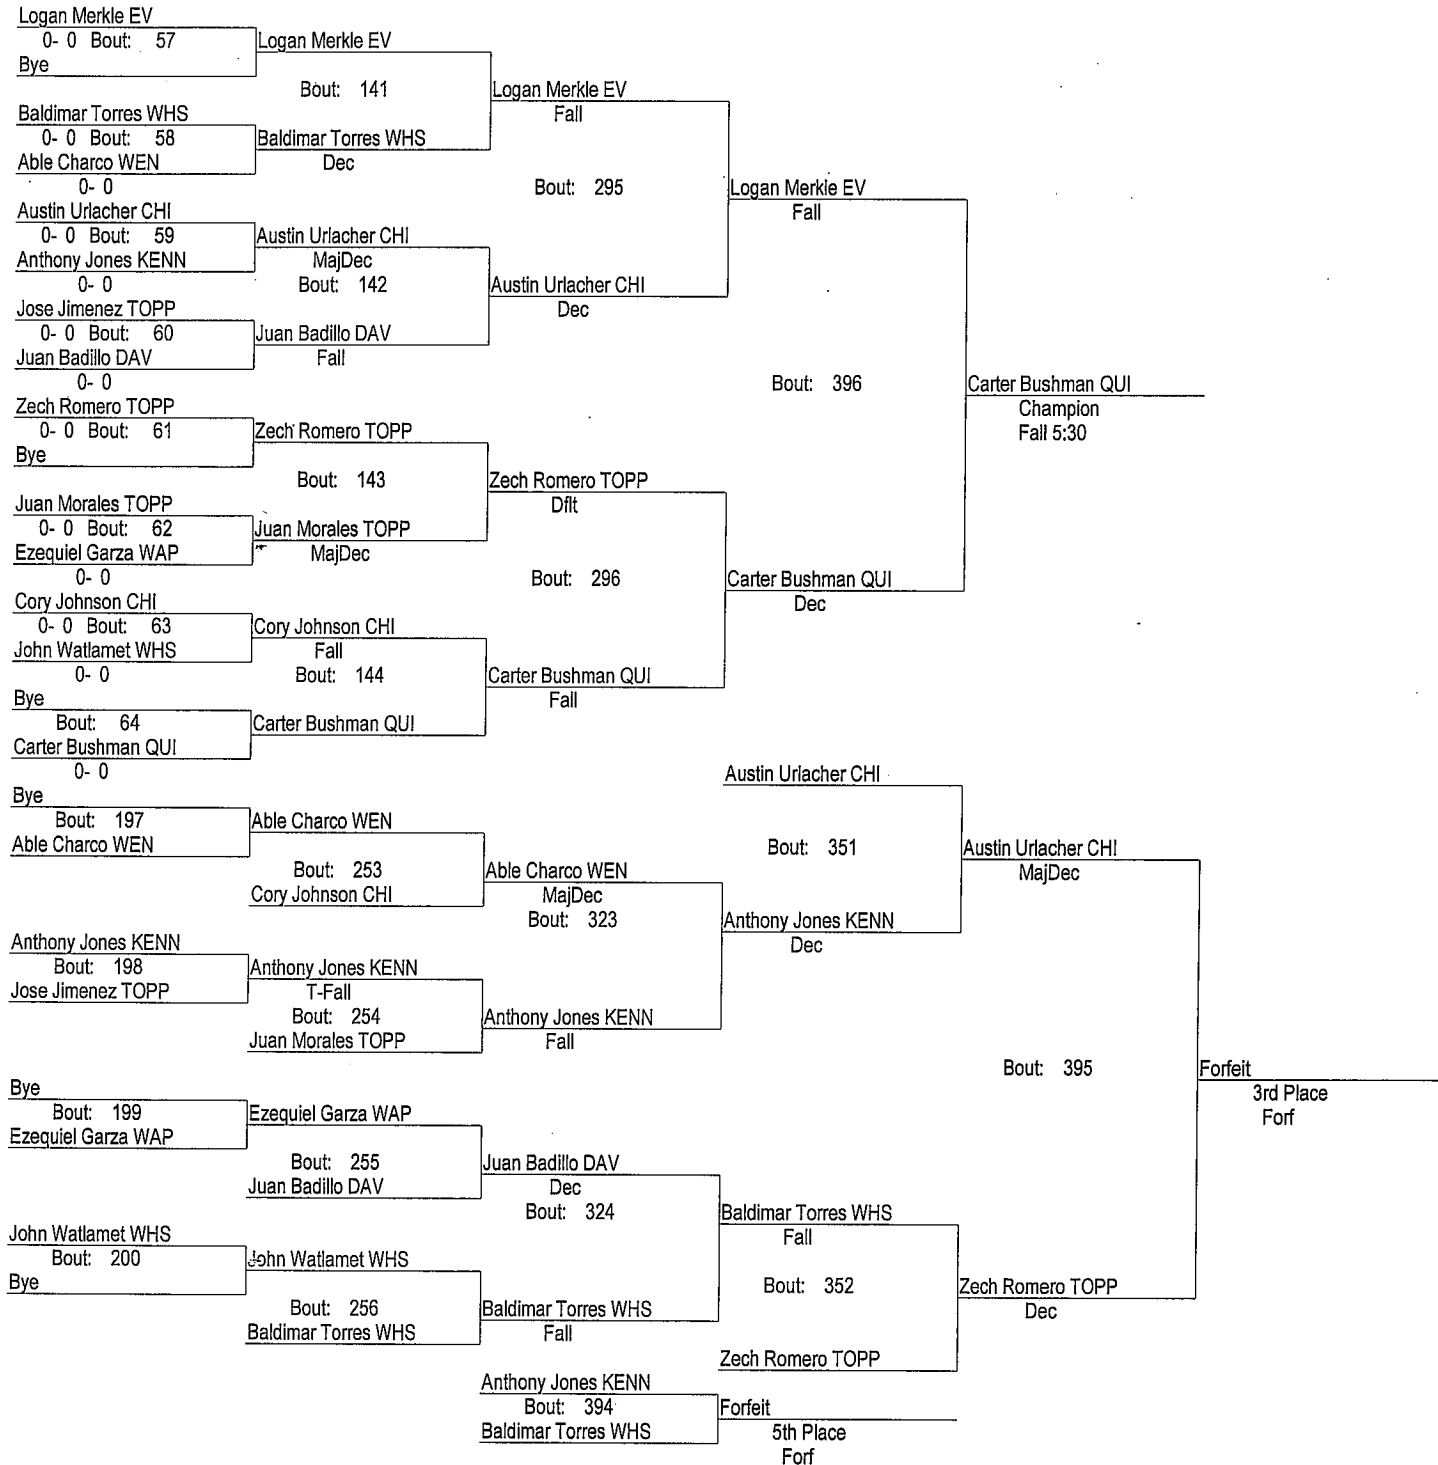 Logan Merkle EV
0- 0 Bout: 57
Logan Merkle EV
Bye
Bout: 141
Logan Merkle EV
Fall
Baldimar Torres WHS
0- 0 Bout: 58
Baldimar Torres WHS
Dec
Able Charco WEN
0- 0
Bout: 295
Logan Merkle EV
Fall
Austin Urlacher CHI
0- 0 Bout: 59
Austin Urlacher CHI
MajDec
Anthony Jones KENN
0- 0
Bout: 142
Austin Urlacher CHI
Dec
Jose Jimenez TOPP
0- 0 Bout: 60
Juan Badillo DAV
Fall
Juan Badillo DAV
0- 0
Bout: 396
Carter Bushman QUI
Champion
Fall 5:30
Zech Romero TOPP
0- 0 Bout: 61
Zech Romero TOPP
Bye
Bout: 143
Zech Romero TOPP
Dflt
Juan Morales TOPP
0- 0 Bout: 62
Juan Morales TOPP
MajDec
Ezequiel Garza WAP
0- 0
Bout: 296
Carter Bushman QUI
Dec
Cory Johnson CHI
0- 0 Bout: 63
Cory Johnson CHI
Fall
John Watlamet WHS
0- 0
Bout: 144
Carter Bushman QUI
Fall
Bye
Bout: 64
Carter Bushman QUI
Carter Bushman QUI
0- 0
Austin Urlacher CHI
Bye
Bout: 197
Able Charco WEN
Able Charco WEN
Bout: 351
Austin Urlacher CHI
MajDec
Bout: 253
Able Charco WEN
MajDec
Cory Johnson CHI
Bout: 323
Anthony Jones KENN
Dec
Anthony Jones KENN
Bout: 198
Anthony Jones KENN
T-Fall
Jose Jimenez TOPP
Bout: 254
Anthony Jones KENN
Fall
Juan Morales TOPP
Bout: 395
Forfeit
3rd Place
Forf
Bye
Bout: 199
Ezequiel Garza WAP
Ezequiel Garza WAP
Bout: 255
Juan Badillo DAV
Dec
Juan Badillo DAV
Bout: 324
Baldimar Torres WHS
Fall
John Watlamet WHS
Bout: 200
John Watlamet WHS
Bye
Bout: 352
Zech Romero TOPP
Dec
Bout: 256
Baldimar Torres WHS
Fall
Baldimar Torres WHS
Zech Romero TOPP
Anthony Jones KENN
Bout: 394
Forfeit
5th Place
Forf
Baldimar Torres WHS